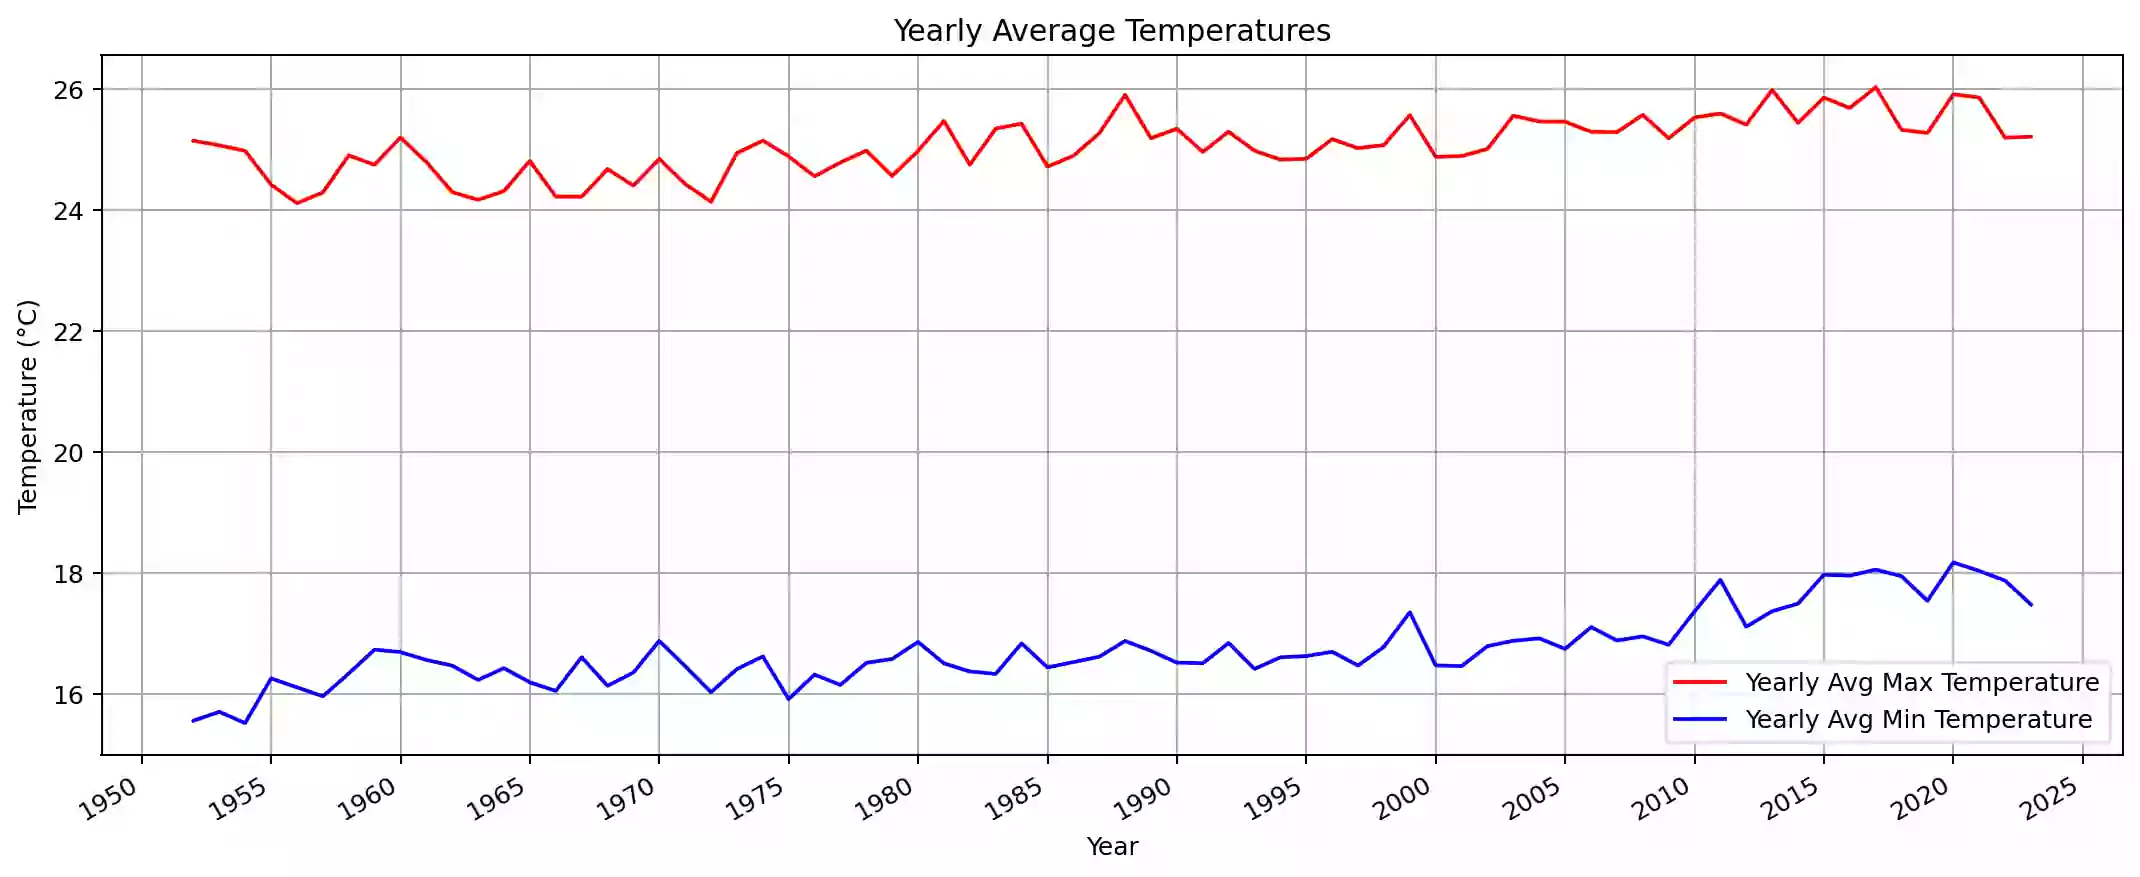 Yearly Average Temperatures
26
24
22
20
18
16
Temperature (°C)
Yearly Avg Max Temperature
Yearly Avg Min Temperature
1950 1955 1960 1965 1970 1975 1980 1985 1990 1995 2000 2005 2010 2015 2020 2025
Year